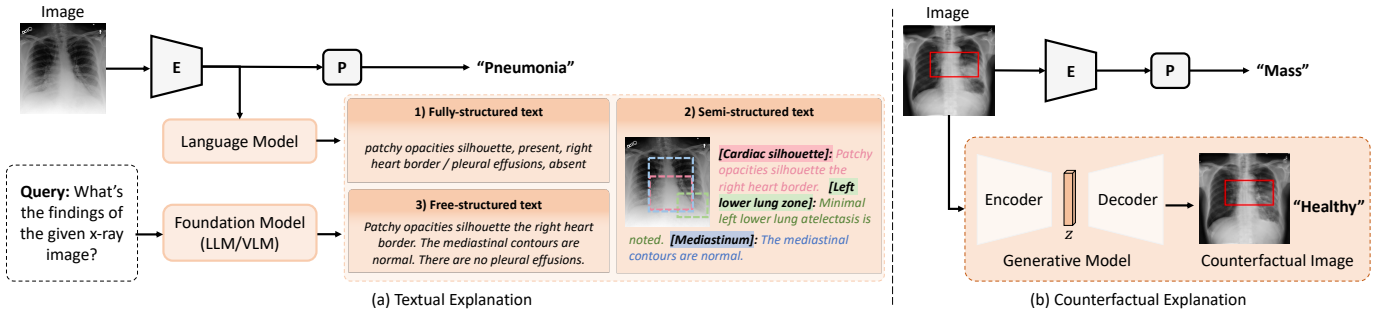 Image
E
P
“Pneumonia”
Language Model
Query: What’s
the findings of
the given x-ray
image?
Foundation Model
(LLM/VLM)
1) Fully-structured text
patchy opacities silhouette, present, right
heart border / pleural effusions, absent
3) Free-structured text
Patchy opacities silhouette the right heart
border. The mediastinal contours are
normal. There are no pleural effusions.
2) Semi-structured text
[Cardiac silhouette]: Patchy
opacities silhouette the
right heart border. [Left
lower lung zone]: Minimal
left lower lung atelectasis is
noted. [Mediastinum]: The mediastinal
contours are normal.
(a) Textual Explanation
Image
E
P
“Mass”
Encoder
z
Decoder
“Healthy”
Generative Model
Counterfactual Image
(b) Counterfactual Explanation